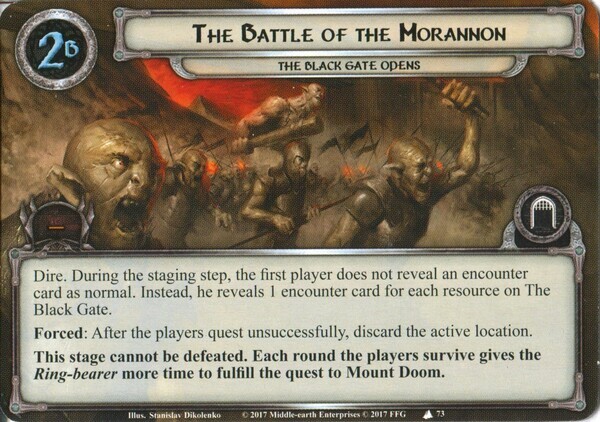 2B
The Battle of the Morannon
The Black Gate Opens
–
Dire. During the staging step, the first player does not reveal an encounter
card as normal. Instead, he reveals 1 encounter card for each resource on The
Black Gate.
Forced: After the players quest unsuccessfully, discard the active location.
This stage cannot be defeated. Each round the players survive gives the
Ring-bearer more time to fulfill the quest to Mount Doom.
Illus. Stanislav Dikolenko © 2017 Middle-earth Enterprises © 2017 FFG 73